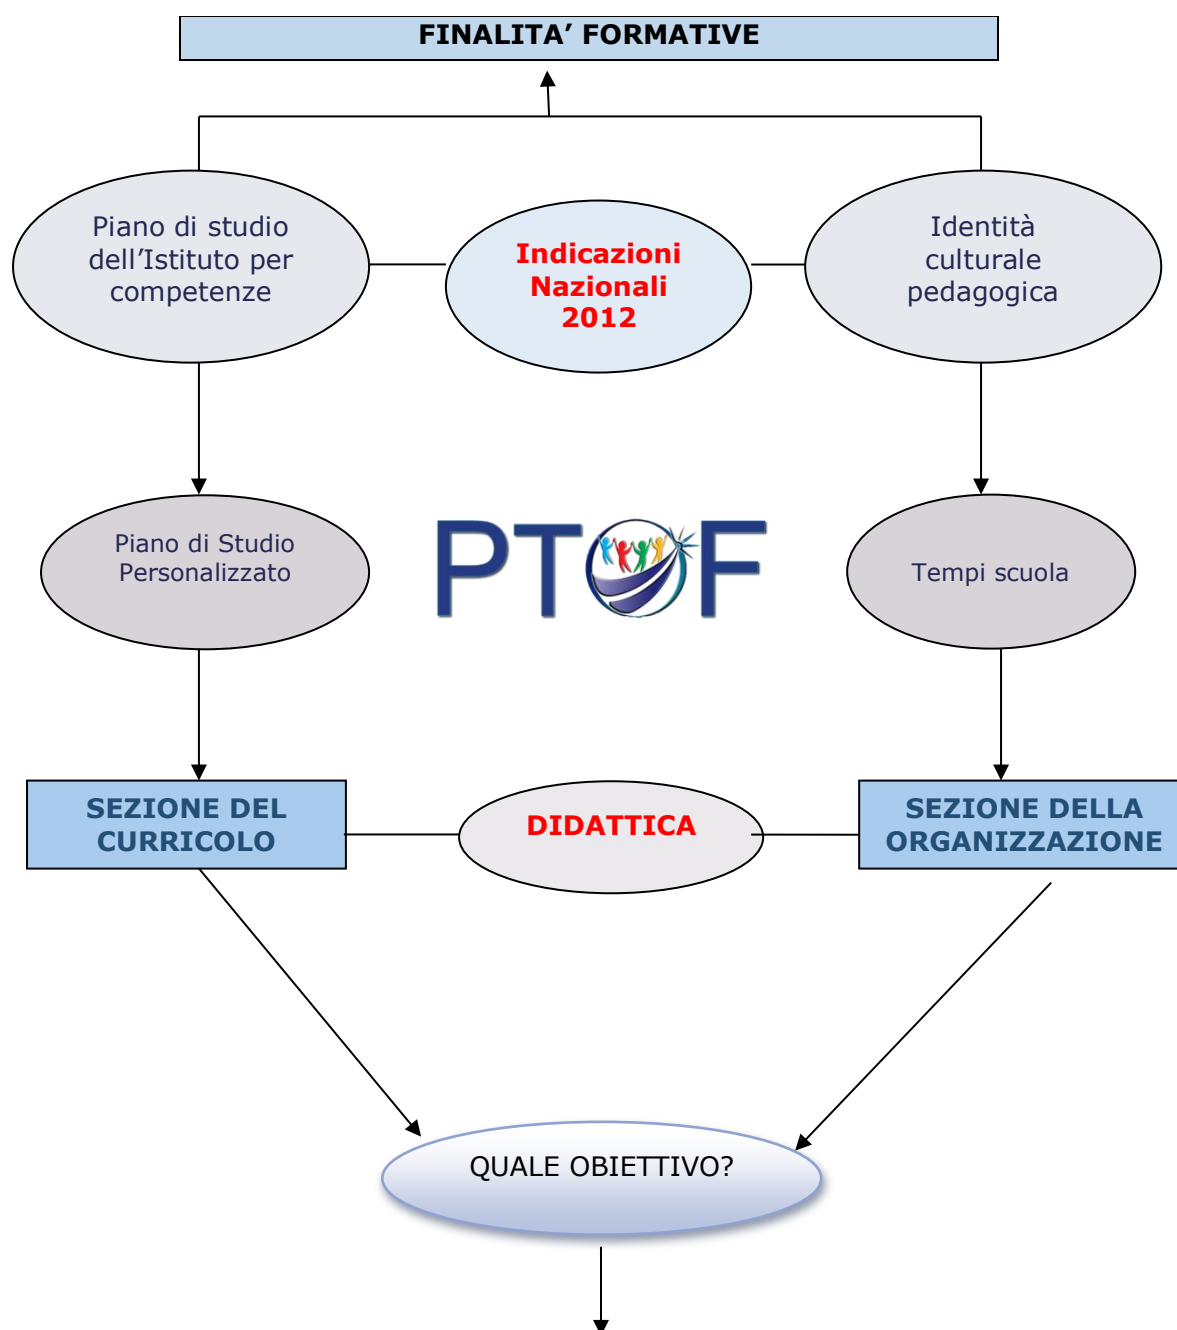 FINALITA’ FORMATIVE
Piano di studio
dell’Istituto per
competenze
Indicazioni
Nazionali
2012
Identità
culturale
pedagogica
Piano di Studio
Personalizzato
PTOF
Tempi scuola
SEZIONE DEL
CURRICOLO
DIDATTICA
SEZIONE DELLA
ORGANIZZAZIONE
QUALE OBIETTIVO?